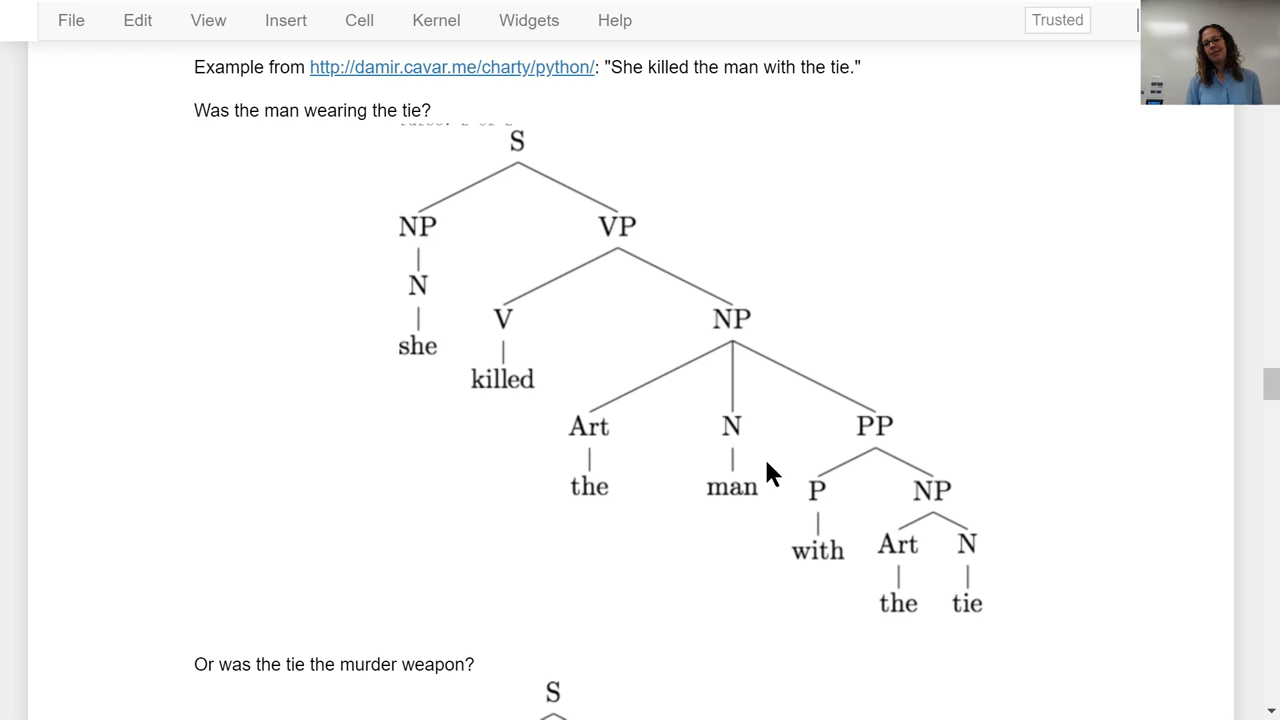 File Edit View Insert Cell Kernel Widgets Help Trusted
Example from http://damir.cavar.me/charty/python/: "She killed the man with the tie."
Was the man wearing the tie?
S
NP VP
N
V NP
she
killed
Art N PP
the man P NP
with Art N
the tie
Or was the tie the murder weapon?
S